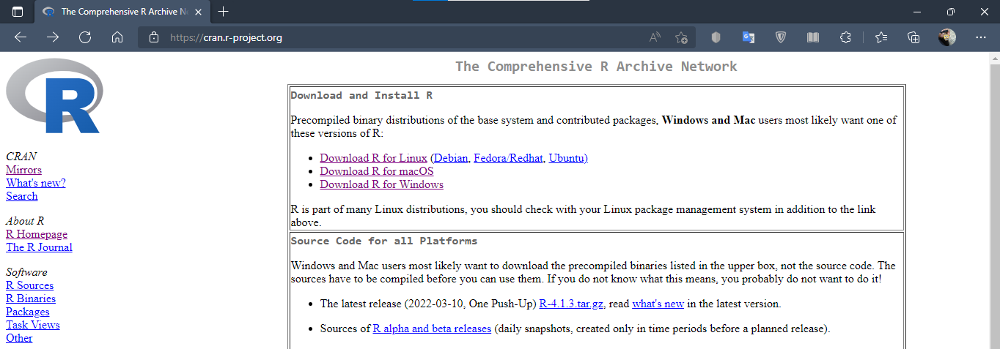 The Comprehensive R Archive N
https://cran.r-project.org
R
CRAN
Mirrors
What's new?
Search
About R
R Homepage
The R Journal
Software
R Sources
R Binaries
Packages
Task Views
Other
The Comprehensive R Archive Network
Download and Install R
Precompiled binary distributions of the base system and contributed packages, Windows and Mac users most likely want one of
these versions of R:
Download R for Linux (Debian, Fedora/Redhat, Ubuntu)
Download R for macOS
Download R for Windows
R is part of many Linux distributions, you should check with your Linux package management system in addition to the link
above.
Source Code for all Platforms
Windows and Mac users most likely want to download the precompiled binaries listed in the upper box, not the source code. The
sources have to be compiled before you can use them. If you do not know what this means, you probably do not want to do it!
The latest release (2022-03-10, One Push-Up) R-4.1.3.tar.gz, read what's new in the latest version.
Sources of R alpha and beta releases (daily snapshots, created only in time periods before a planned release).